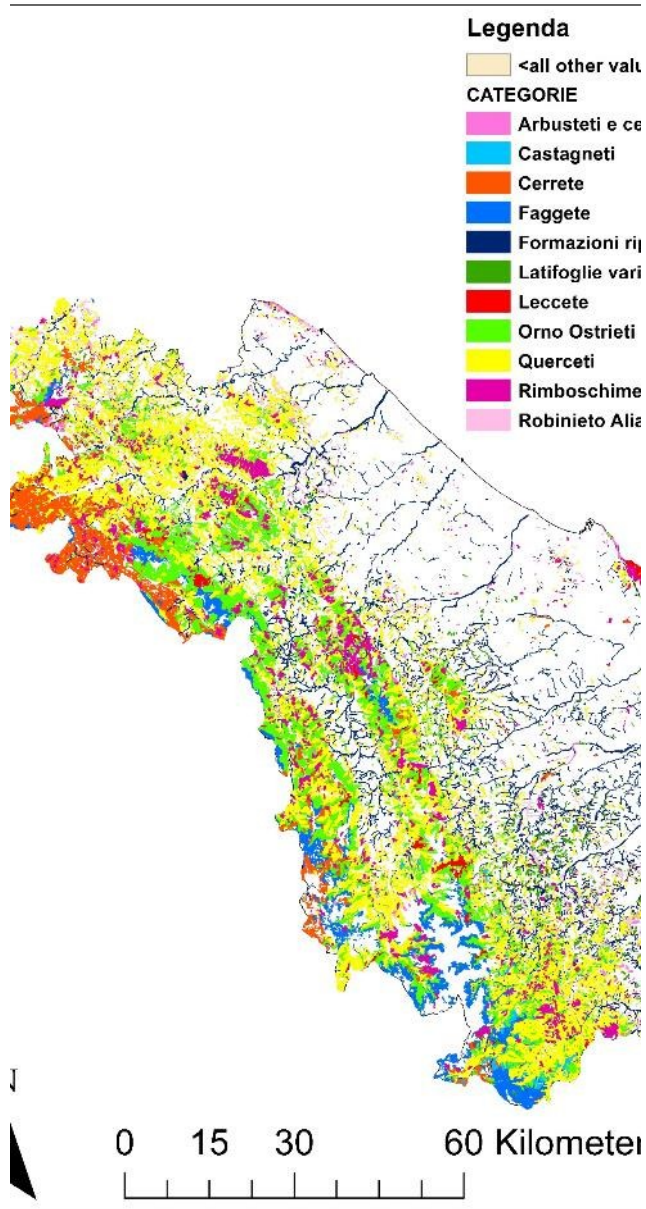 Legenda
<all other valu
CATEGORIE
Arbusteti e ce
Castagneti
Cerrete
Faggete
Formazioni rip
Latifoglie vari
Leccete
Orno Ostrieti
Querceti
Rimboschime
Robinieto Aila
N
0 15 30 60 Kilometer